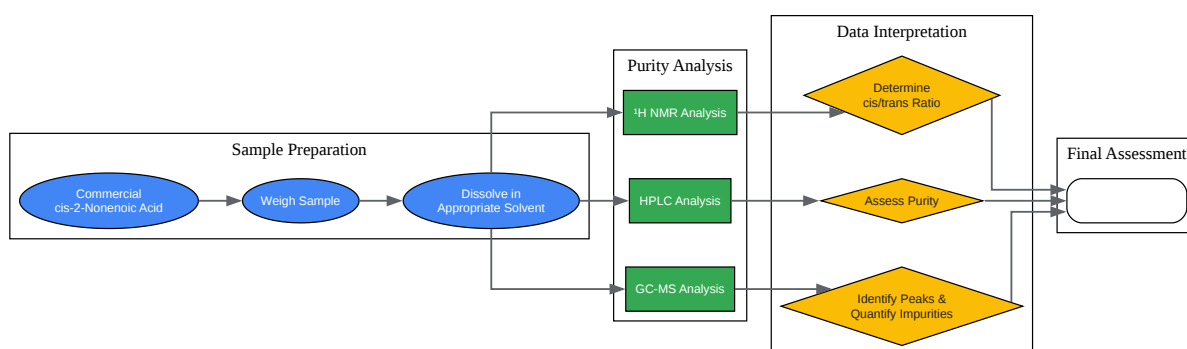 Sample Preparation
Commercial
cis-2-Nonenoic Acid
Weigh Sample
Dissolve in
Appropriate Solvent
Purity Analysis
¹H NMR Analysis
HPLC Analysis
GC-MS Analysis
Data Interpretation
Determine
cis/trans Ratio
Assess Purity
Identify Peaks &
Quantify Impurities
Final Assessment